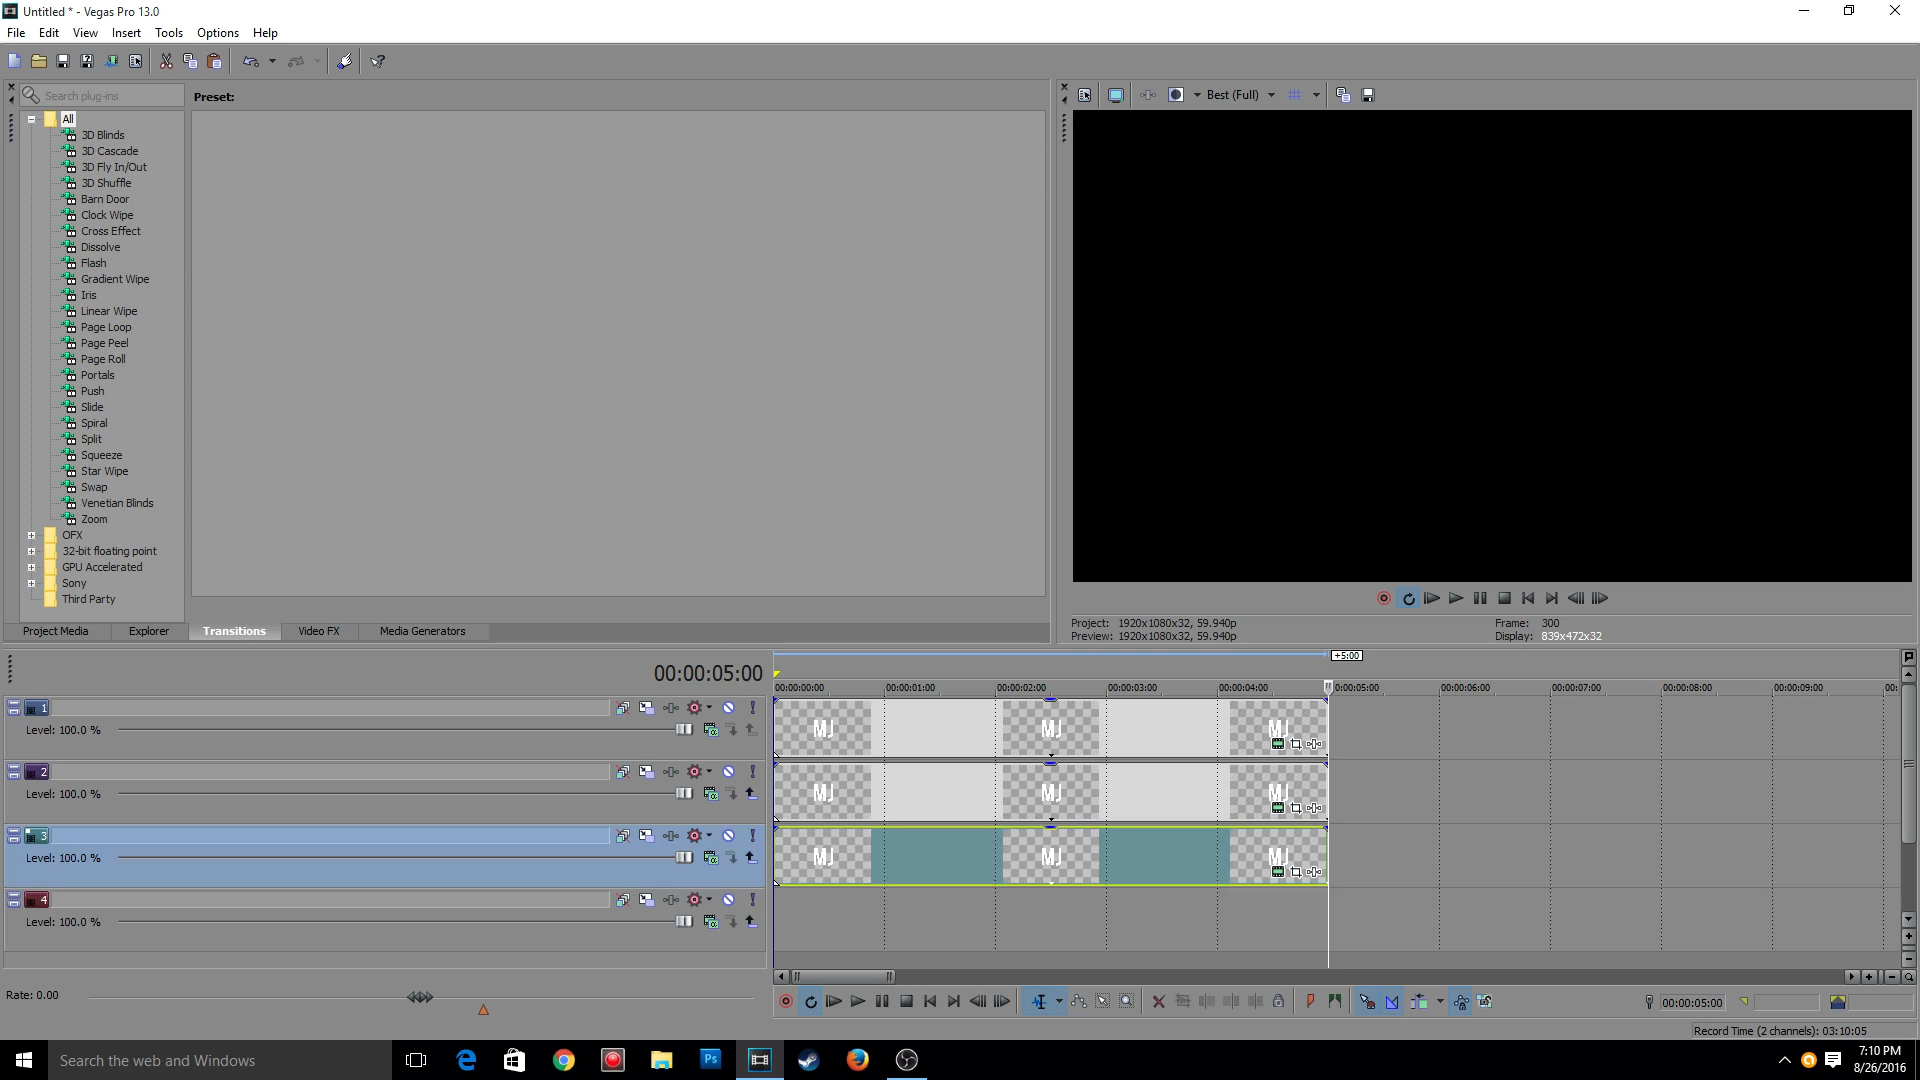 Untitled * - Vegas Pro 13.0
File Edit View Insert Tools Options Help
Search plug-ins
Preset:
Best (Full)
All
3D Blinds
3D Cascade
3D Fly In/Out
3D Shuffle
Barn Door
Clock Wipe
Cross Effect
Dissolve
Flash
Gradient Wipe
Iris
Linear Wipe
Page Loop
Page Peel
Page Roll
Portals
Push
Slide
Spiral
Split
Squeeze
Star Wipe
Swap
Venetian Blinds
Zoom
OFX
32-bit floating point
GPU Accelerated
Sony
Third Party
Project Media Explorer Transitions Video FX Media Generators
Project: 1920x1080x32, 59.940p Frame: 300
Preview: 1920x1080x32, 59.940p Display: 839x472x32
+5:00
00:00:05:00
00:00:00:00 00:00:01:00 00:00:02:00 00:00:03:00 00:00:04:00 00:00:05:00 00:00:06:00 00:00:07:00 00:00:08:00 00:00:09:00 00:
1
Level: 100.0 %
MJ MJ MJ
2
Level: 100.0 %
MJ MJ MJ
3
Level: 100.0 %
MJ MJ MJ
4
Level: 100.0 %
Rate: 0.00
00:00:05:00
Record Time (2 channels): 03:10:05
Search the web and Windows
Ps
7:10 PM
8/26/2016